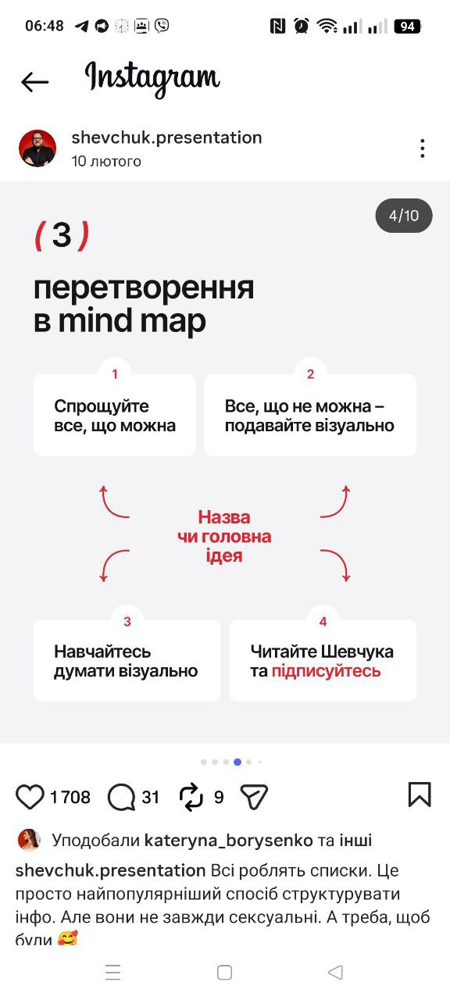 06:48
94
Instagram
shevchuk.presentation
10 лютого
4/10
(3)
перетворення
в mind map
1
Спрощуйте
все, що можна
2
Все, що не можна –
подавайте візуально
Назва
чи головна
ідея
3
Навчайтесь
думати візуально
4
Читайте Шевчука
та підписуйтесь
1 708
31
9
Уподобали kateryna_borysenko та інші
shevchuk.presentation Всі роблять списки. Це
просто найпопулярніший спосіб структурувати
інфо. Але вони не завжди сексуальні. А треба, щоб
були 🥰